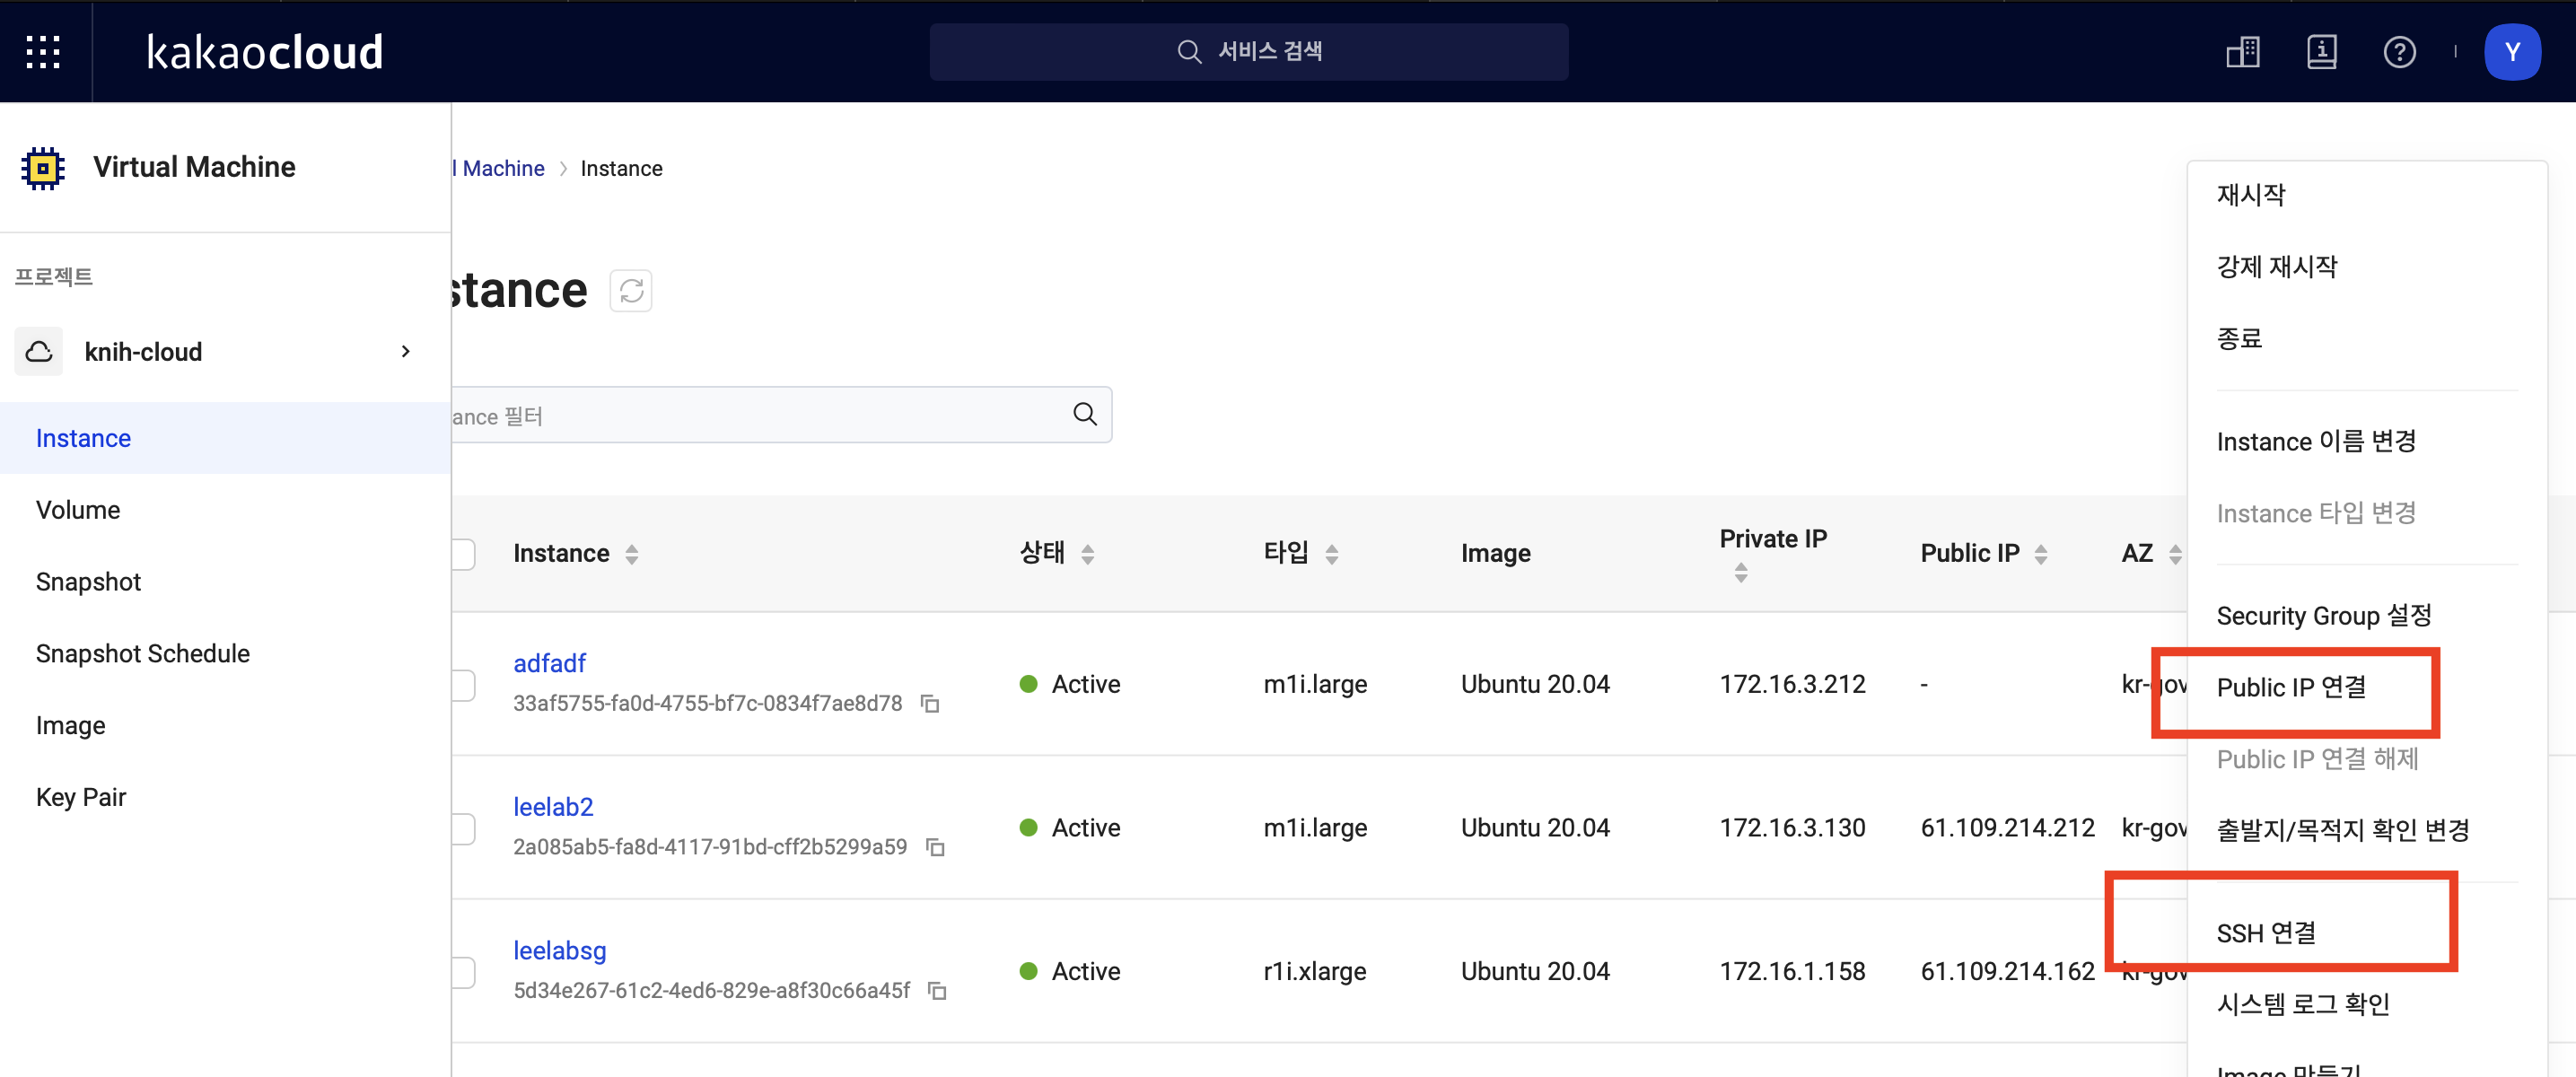 kakaocloud
서비스 검색
Y
Virtual Machine
프로젝트
knih-cloud
Instance
Volume
Snapshot
Snapshot Schedule
Image
Key Pair
l Machine > Instance
stance
ance 필터
Instance 상태 타입 Image Private IP Public IP AZ
adfadf
33af5755-fa0d-4755-bf7c-0834f7ae8d78
Active m1i.large Ubuntu 20.04 172.16.3.212 - kr-gov
leelab2
2a085ab5-fa8d-4117-91bd-cff2b5299a59
Active m1i.large Ubuntu 20.04 172.16.3.130 61.109.214.212 kr-gov
leelabsg
5d34e267-61c2-4ed6-829e-a8f30c66a45f
Active r1i.xlarge Ubuntu 20.04 172.16.1.158 61.109.214.162 kr-gov
재시작
강제 재시작
종료
Instance 이름 변경
Instance 타입 변경
Security Group 설정
Public IP 연결
Public IP 연결 해제
출발지/목적지 확인 변경
SSH 연결
시스템 로그 확인
Image 만들기